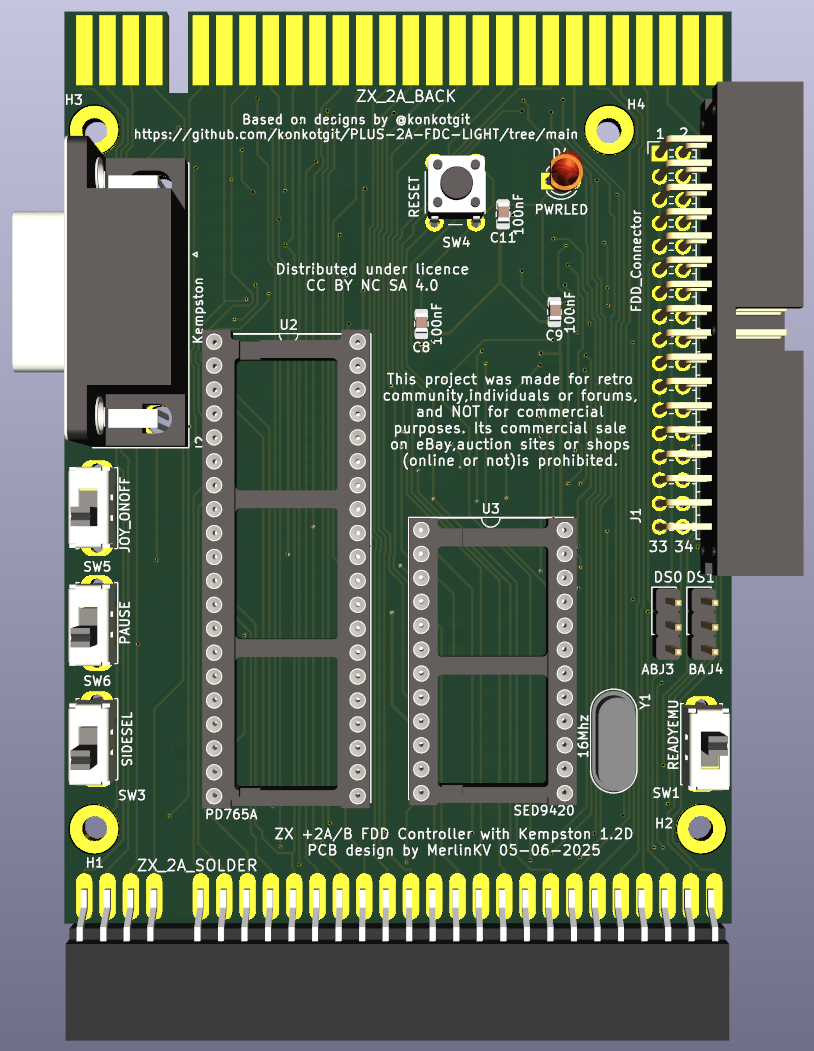 ZX_2A_BACK
H3
H4
Based on designs by @konkotgit
https://github.com/konkotgit/PLUS-2A-FDC-LIGHT/tree/main
1 2
RESET
PWRLED
100nF
C11
SW4
FDD_Connector
Distributed under licence
CC BY NC SA 4.0
Kempston
U2
100nF
C8
100nF
C9
This project was made for retro
community,individuals or forums,
and NOT for commercial
purposes. Its commercial sale
on eBay,auction sites or shops
(online or not)is prohibited.
JOY_ONOFF
U3
J1
33 34
SW5
DS0 DS1
PAUSE
ABJ3
BAJ4
SW6
Y1
SIDESEL
16Mhz
READYEMU
SW3
SW1
PD765A
SED9420
ZX +2A/B FDD Controller with Kempston 1.2D
H2
PCB design by MerlinKV 05-06-2025
H1
ZX_2A_SOLDER